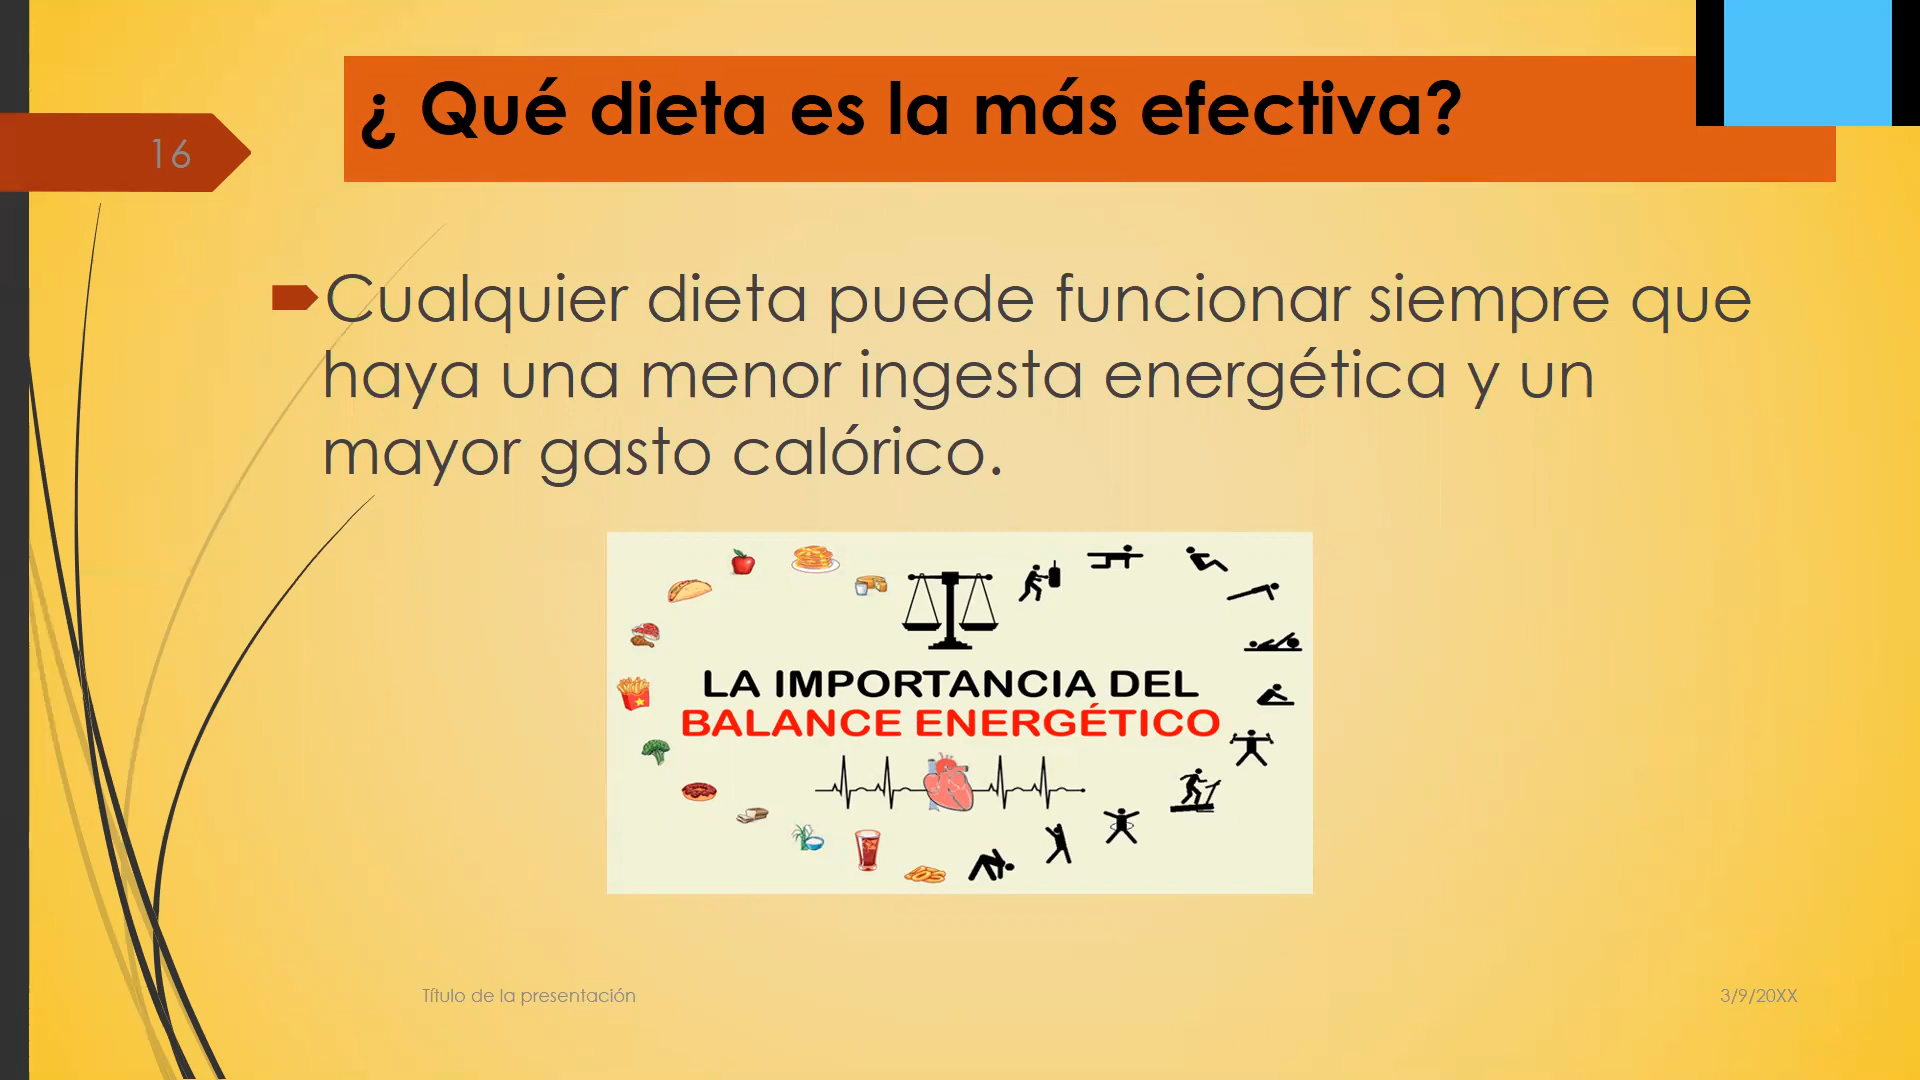 ¿ Qué dieta es la más efectiva?
16
Cualquier dieta puede funcionar siempre que
haya una menor ingesta energética y un
mayor gasto calórico.
LA IMPORTANCIA DEL
BALANCE ENERGÉTICO
Título de la presentación
3/9/20XX